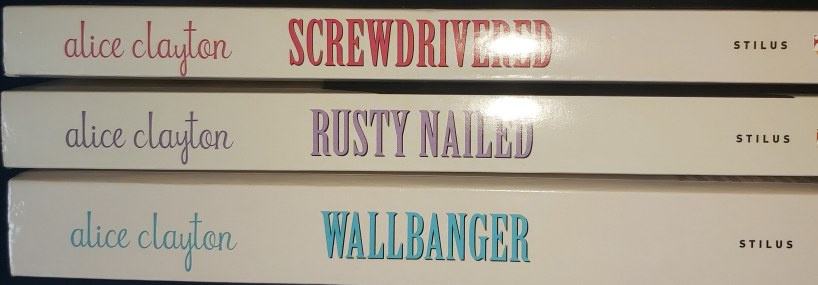 alice clayton SCREWDRIVERED STILUS
alice clayton RUSTY NAILED STILUS
alice clayton WALLBANGER STILUS